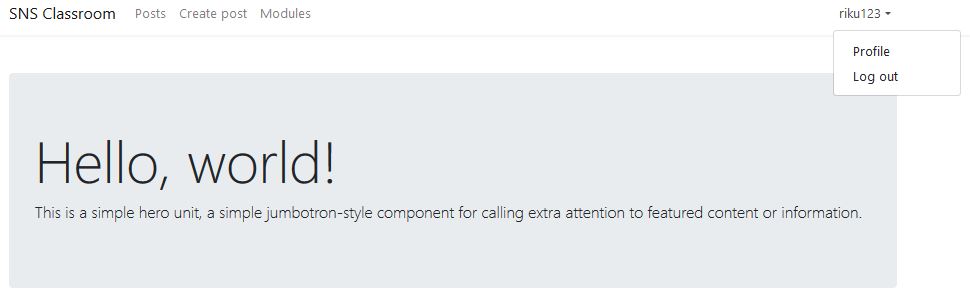 SNS Classroom Posts Create post Modules riku123
Profile
Log out
Hello, world!
This is a simple hero unit, a simple jumbotron-style component for calling extra attention to featured content or information.